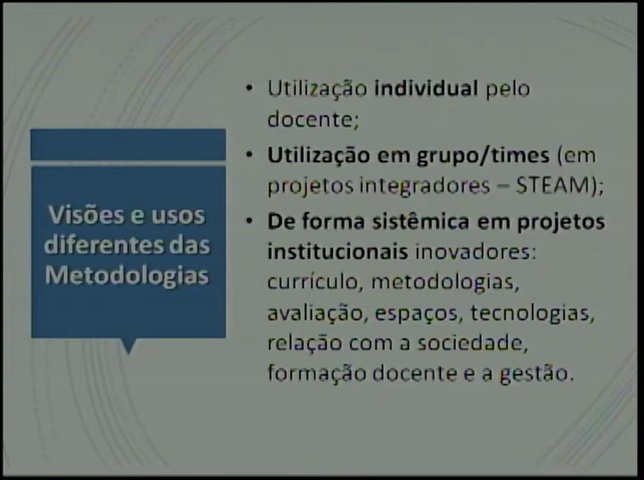 Visões e usos
diferentes das
Metodologias
• Utilização individual pelo
docente;
• Utilização em grupo/times (em
projetos integradores – STEAM);
• De forma sistêmica em projetos
institucionais inovadores:
currículo, metodologias,
avaliação, espaços, tecnologias,
relação com a sociedade,
formação docente e a gestão.